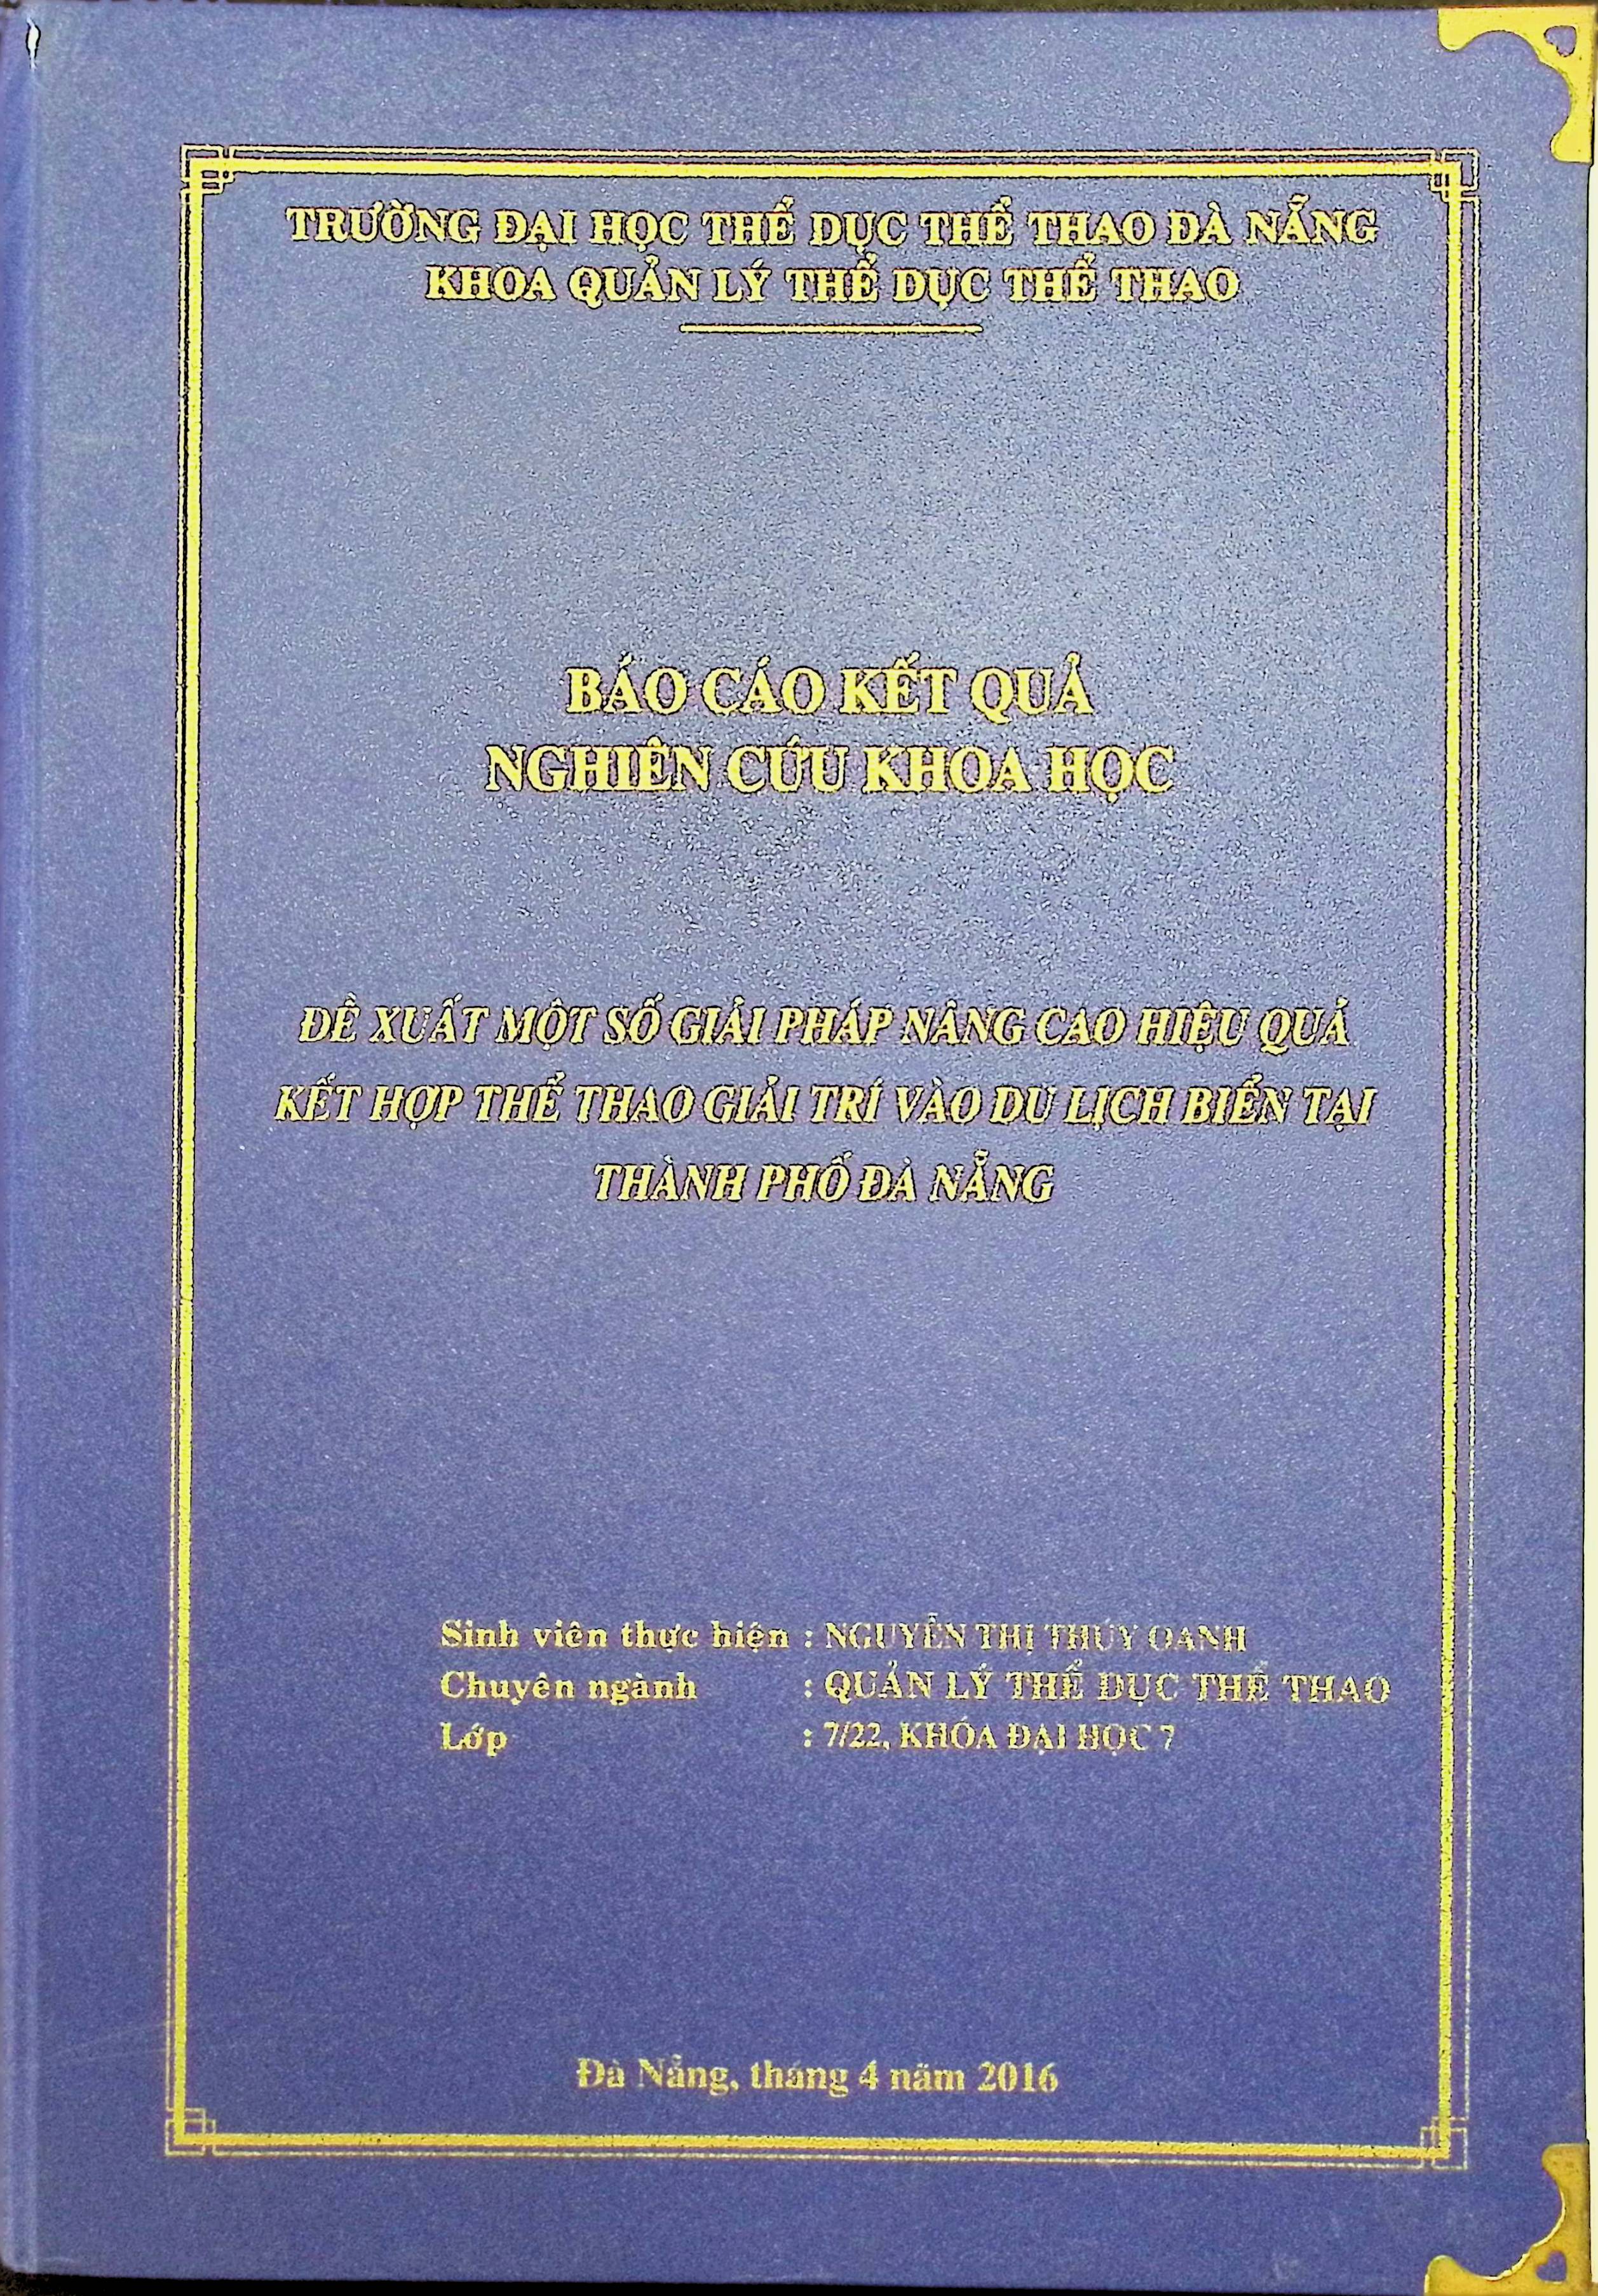 TRƯỜNG ĐẠI HỌC THỂ DỤC THỂ THAO ĐÀ NẴNG
KHOA QUẢN LÝ THỂ DỤC THỂ THAO
BÁO CÁO KẾT QUẢ
NGHIÊN CỨU KHOA HỌC
ĐỀ XUẤT MỘT SỐ GIẢI PHÁP NÂNG CAO HIỆU QUẢ
KẾT HỢP THỂ THAO GIẢI TRÍ VÀO DU LỊCH BIỂN TẠI
THÀNH PHỐ ĐÀ NẴNG
Sinh viên thực hiện : NGUYỄN THỊ THÚY OANH
Chuyên ngành : QUẢN LÝ THỂ DỤC THỂ THAO
Lớp : 7/22, KHÓA ĐẠI HỌC 7
Đà Nẵng, tháng 4 năm 2016